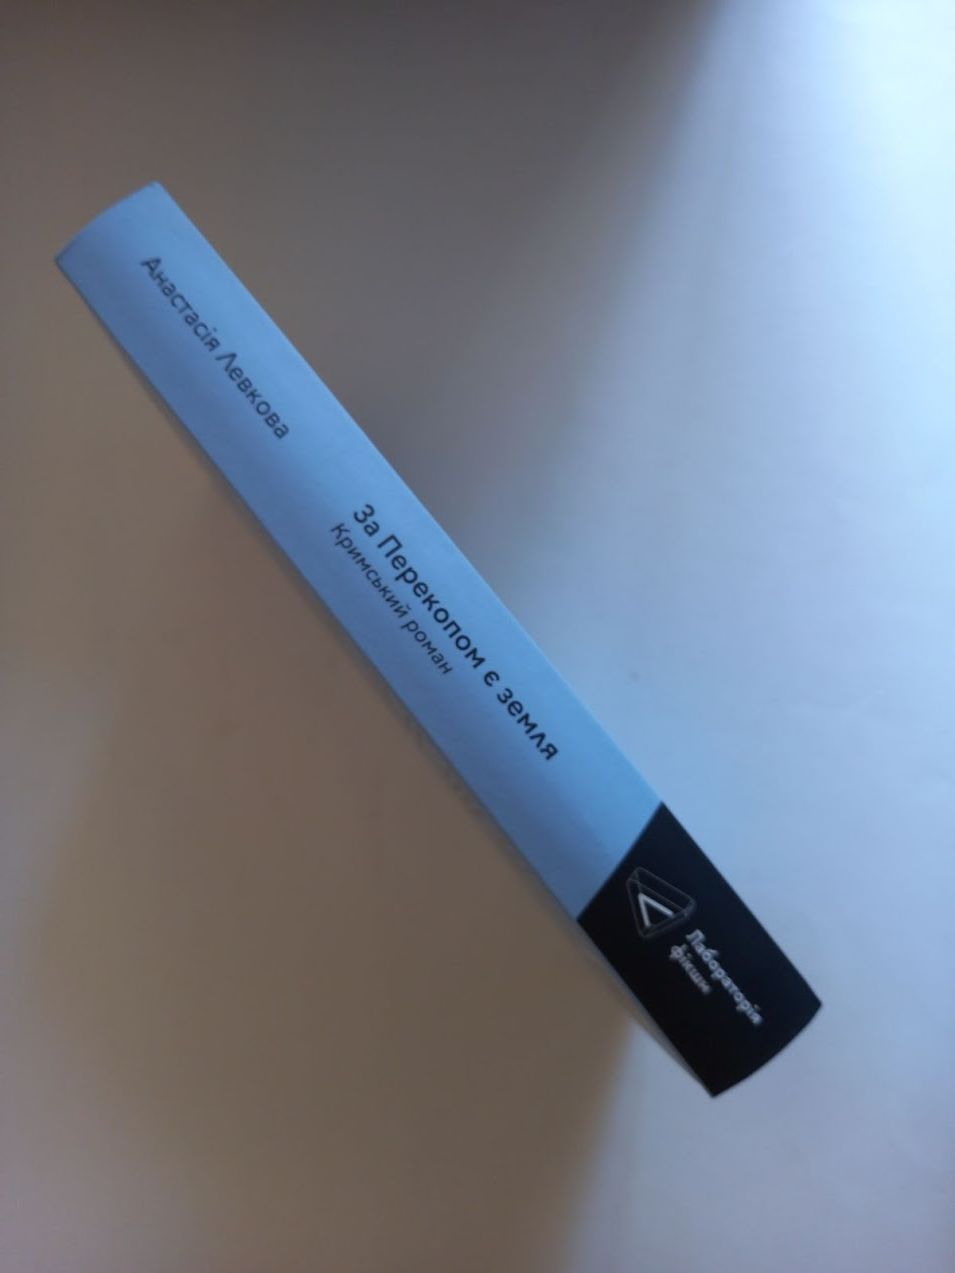 Анастасія Левкова
За Перекопом є земля
Кримський роман
Лабораторія
фікшн